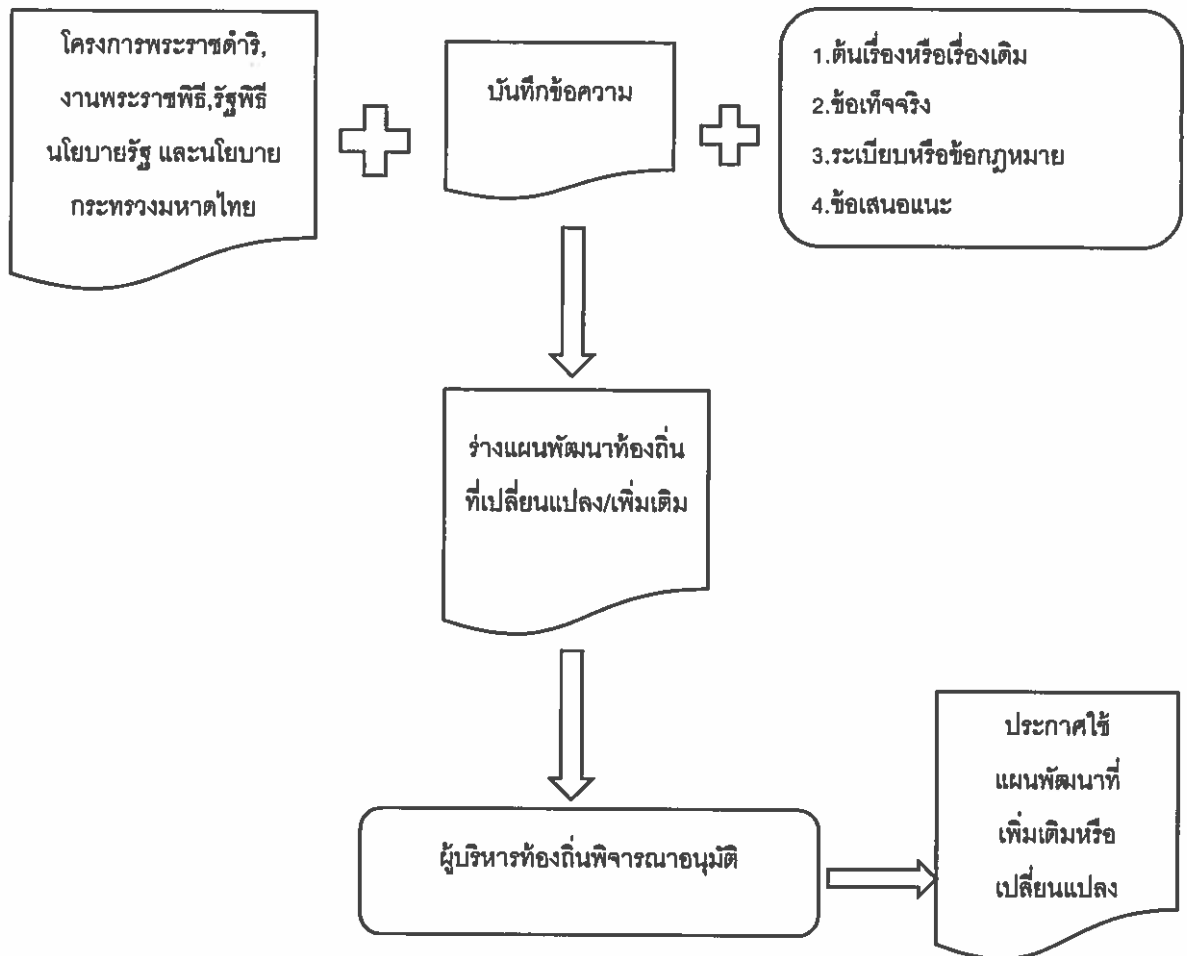 โครงการพระราชดำริ,
งานพระราชพิธี,รัฐพิธี
นโยบายรัฐ และนโยบาย
กระทรวงมหาดไทย
บันทึกข้อความ
1.ต้นเรื่องหรือเรื่องเดิม
2.ข้อเท็จจริง
3.ระเบียบหรือข้อกฎหมาย
4.ข้อเสนอแนะ
ร่างแผนพัฒนาท้องถิ่น
ที่เปลี่ยนแปลง/เพิ่มเติม
ผู้บริหารท้องถิ่นพิจารณาอนุมัติ
ประกาศใช้
แผนพัฒนาที่
เพิ่มเติมหรือ
เปลี่ยนแปลง